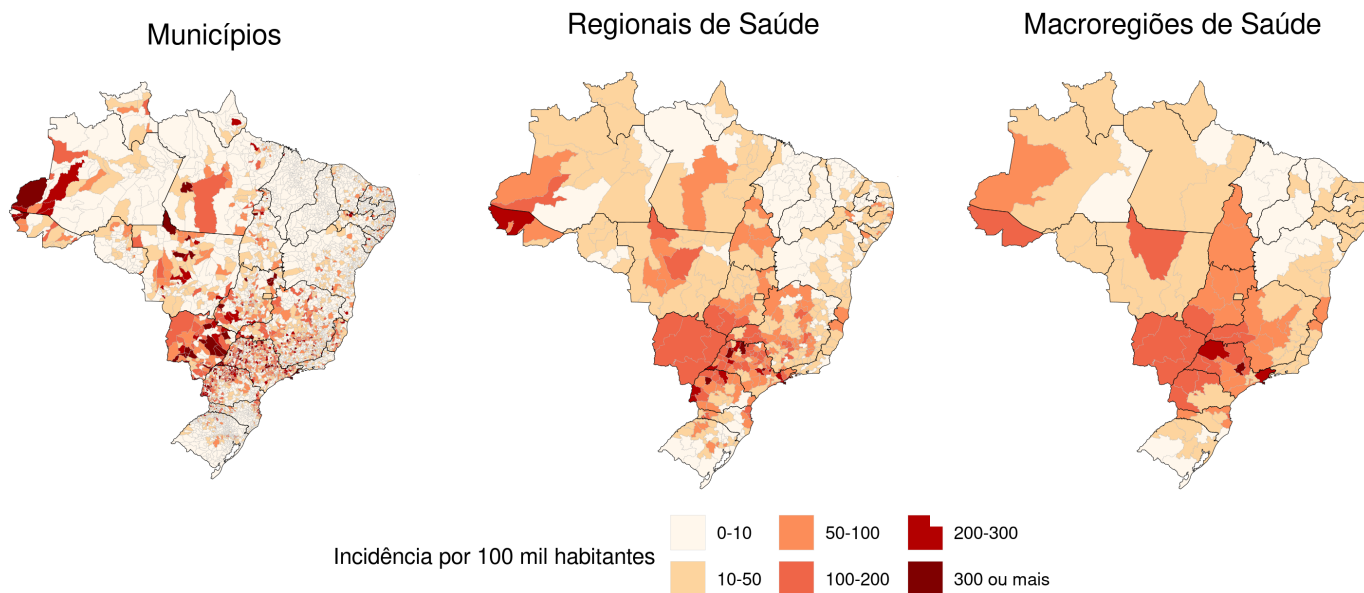 Municípios
Regionais de Saúde
Macroregiões de Saúde
Incidência por 100 mil habitantes
0-10
50-100
200-300
10-50
100-200
300 ou mais